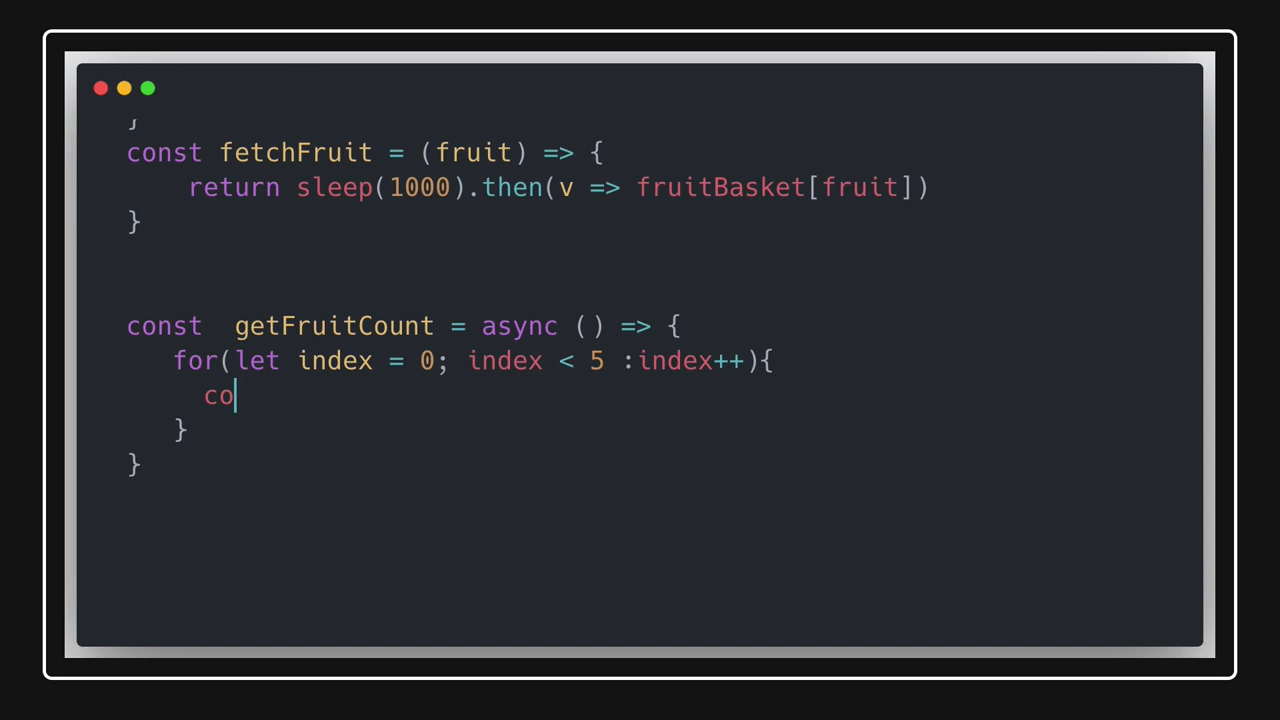 }
const fetchFruit = (fruit) => {
    return sleep(1000).then(v => fruitBasket[fruit])
}
const  getFruitCount = async () => {
   for(let index = 0; index < 5 :index++){
     co
   }
}